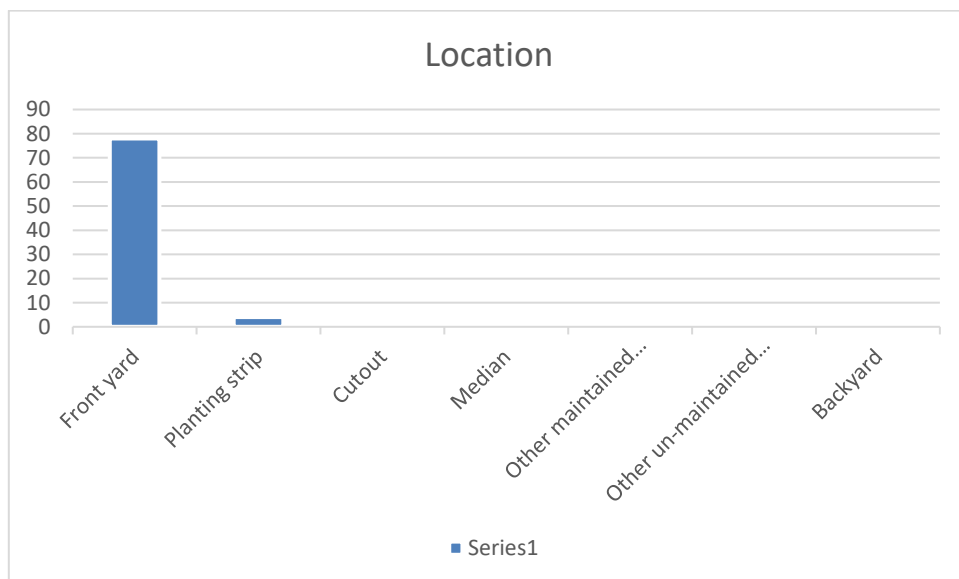 Location
90
80
70
60
50
40
30
20
10
0
Front yard
Planting strip
Cutout
Median
Other maintained...
Other un-maintained...
Backyard
Series1